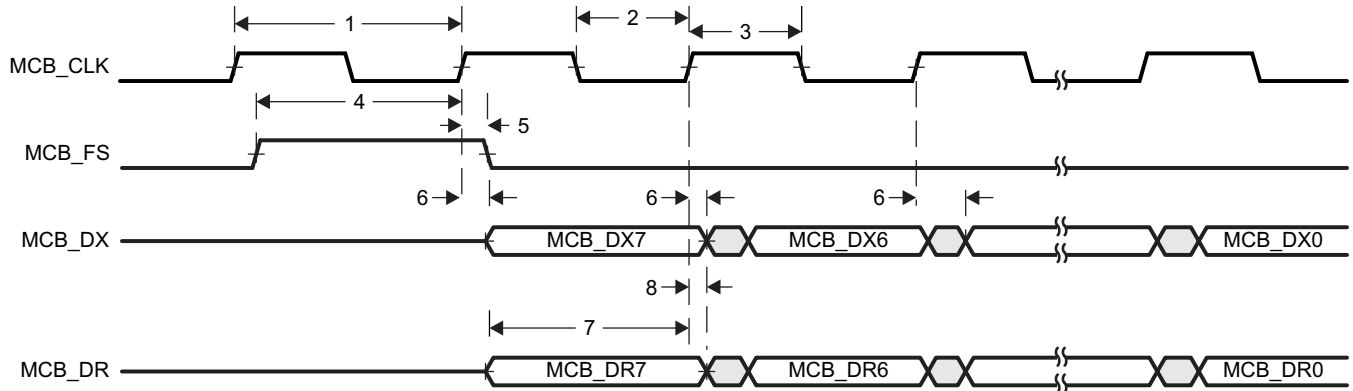 1
2
3
MCB_CLK
4
5
MCB_FS
6
6
6
MCB_DX
MCB_DX7
MCB_DX6
MCB_DX0
8
7
MCB_DR
MCB_DR7
MCB_DR6
MCB_DR0